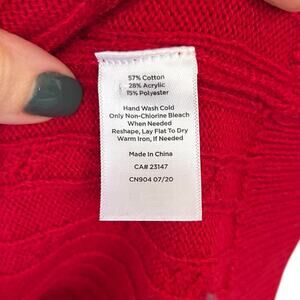 57% Cotton
28% Acrylic
15% Polyester
Hand Wash Cold
Only Non-Chlorine Bleach
When Needed
Reshape, Lay Flat To Dry
Warm Iron, If Needed
Made in China
CA# 23147
CN904 07/20